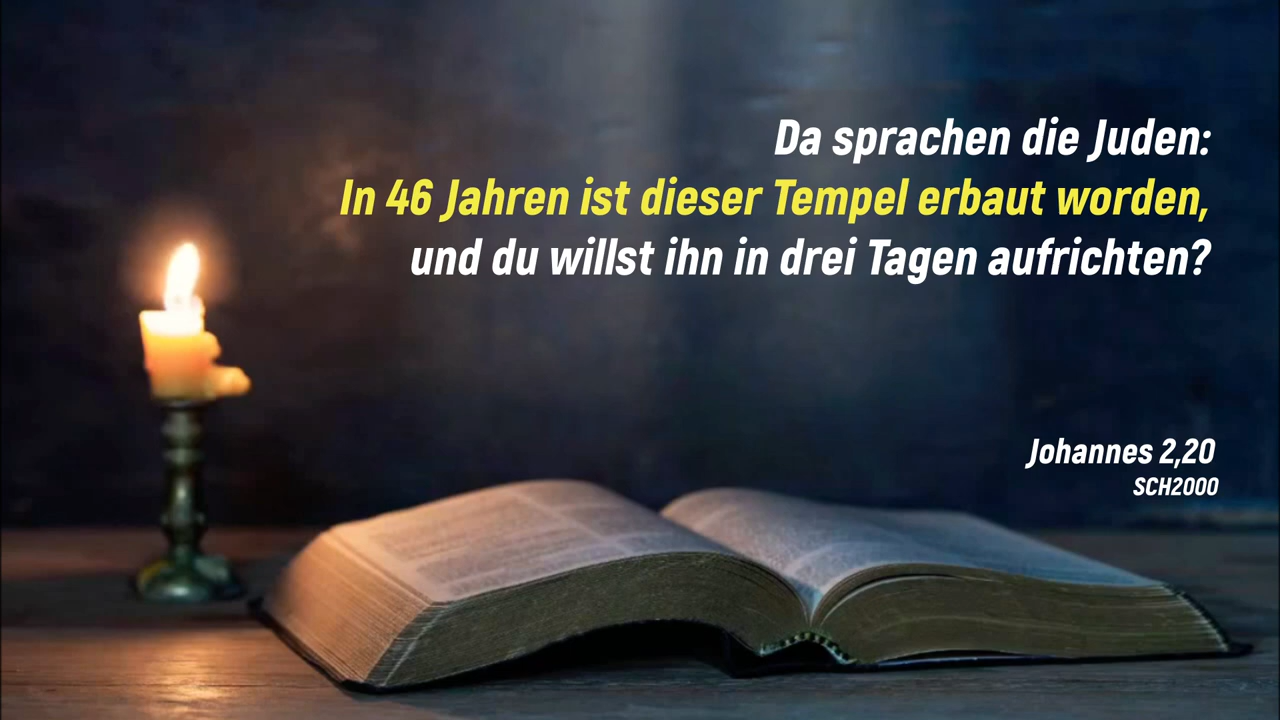 Da sprachen die Juden:
In 46 Jahren ist dieser Tempel erbaut worden,
und du willst ihn in drei Tagen aufrichten?
Johannes 2,20
SCH2000